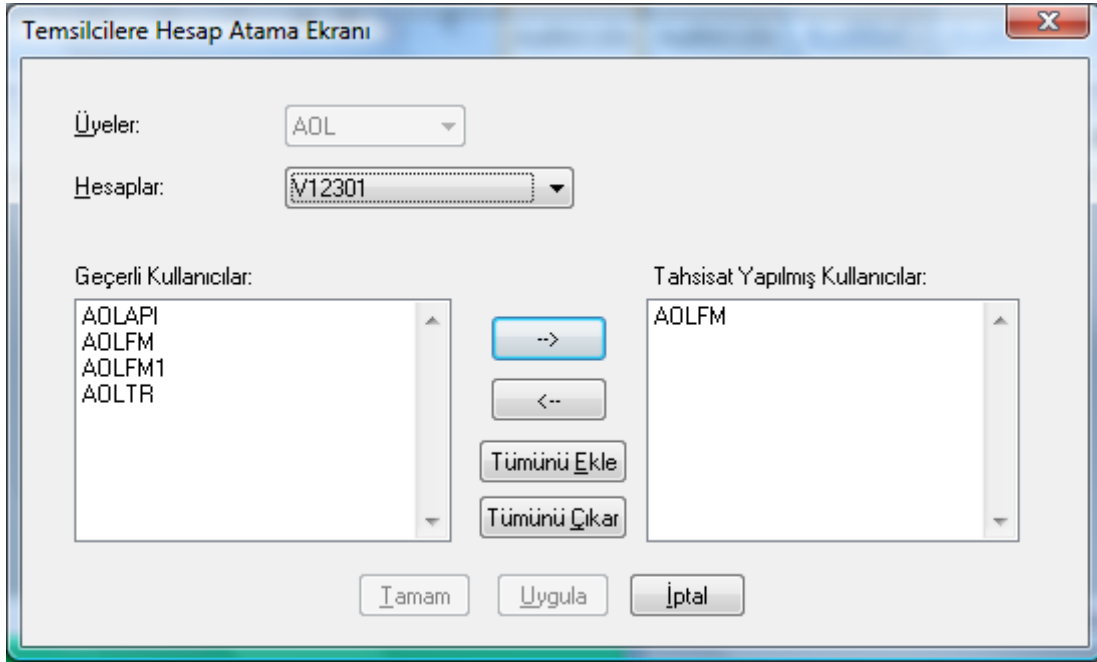 Temsilcilere Hesap Atama Ekranı
Üyeler:
AOL
Hesaplar:
V12301
Geçerli Kullanıcılar:
AOLAPI
AOLFM
AOLFM1
AOLTR
-->
<--
Tümünü Ekle
Tümünü Çıkar
Tahsisat Yapılmış Kullanıcılar:
AOLFM
Tamam
Uygula
İptal